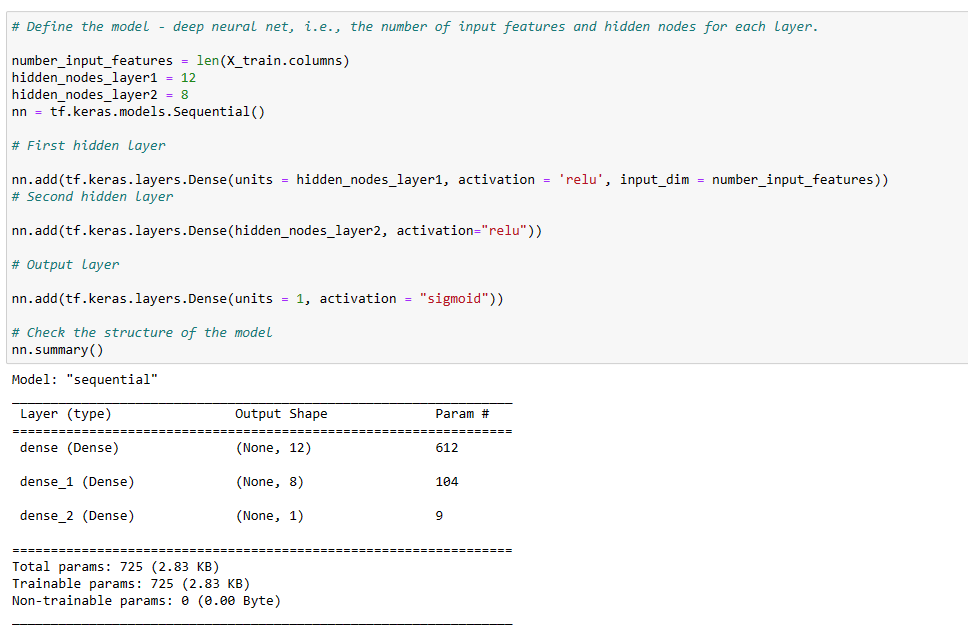 # Define the model - deep neural net, i.e., the number of input features and hidden nodes for each layer.
number_input_features = len(X_train.columns)
hidden_nodes_layer1 = 12
hidden_nodes_layer2 = 8
nn = tf.keras.models.Sequential()
# First hidden layer
nn.add(tf.keras.layers.Dense(units = hidden_nodes_layer1, activation = 'relu', input_dim = number_input_features))
# Second hidden layer
nn.add(tf.keras.layers.Dense(hidden_nodes_layer2, activation="relu"))
# Output layer
nn.add(tf.keras.layers.Dense(units = 1, activation = "sigmoid"))
# Check the structure of the model
nn.summary()
Model: "sequential"
_________________________________________________________________
Layer (type) Output Shape Param #
=================================================================
dense (Dense) (None, 12) 612
dense_1 (Dense) (None, 8) 104
dense_2 (Dense) (None, 1) 9
=================================================================
Total params: 725 (2.83 KB)
Trainable params: 725 (2.83 KB)
Non-trainable params: 0 (0.00 Byte)
_________________________________________________________________